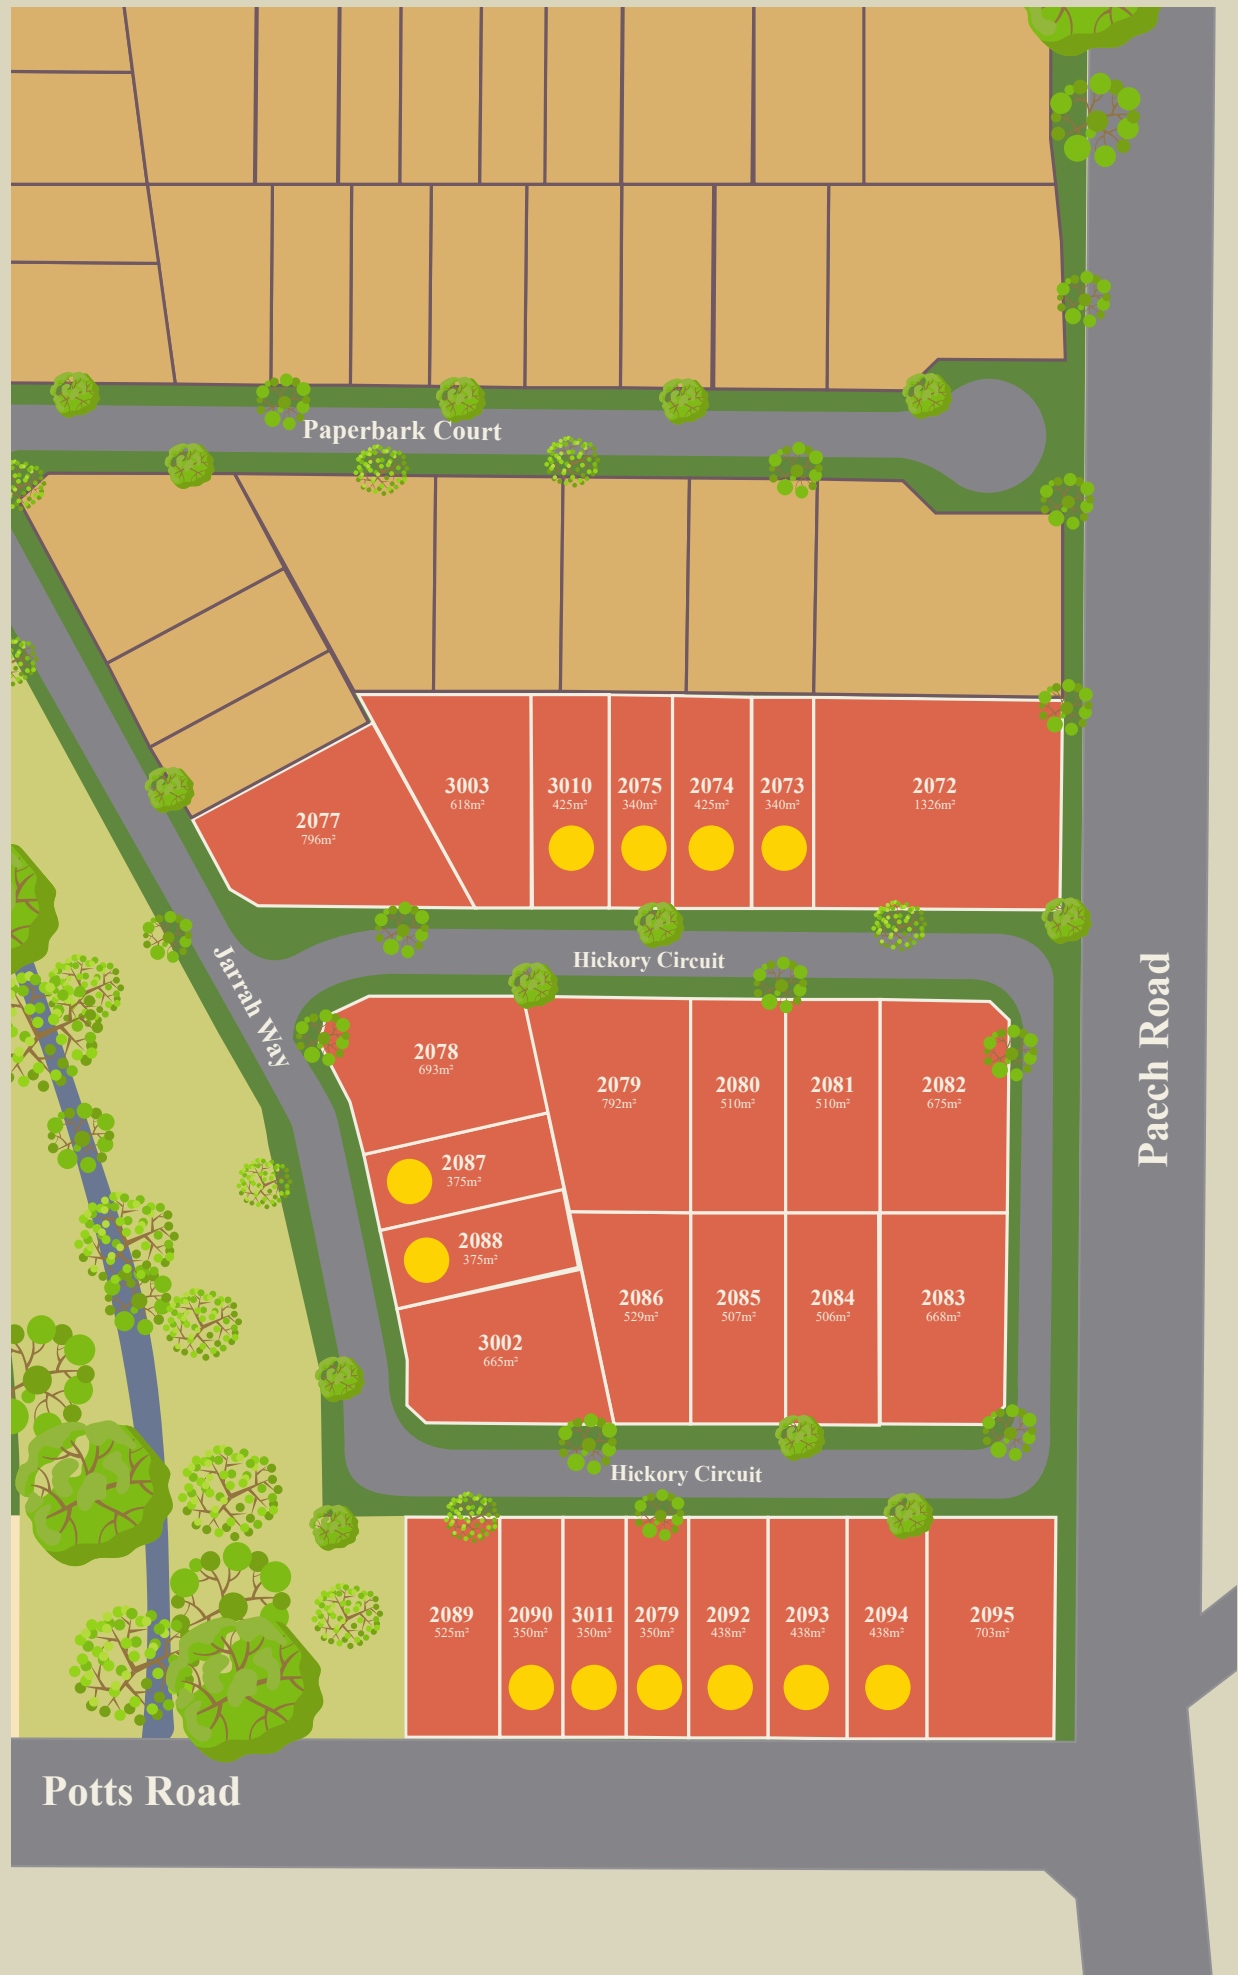 Paperbark Court
3003
618m²
3010
425m²
2075
340m²
2074
425m²
2073
340m²
2072
1326m²
2077
796m²
Jarrah Way
Hickory Circuit
Paech Road
2078
693m²
2079
792m²
2080
510m²
2081
510m²
2082
675m²
2087
375m²
2088
375m²
3002
665m²
2086
529m²
2085
507m²
2084
506m²
2083
668m²
Hickory Circuit
2089
525m²
2090
350m²
3011
350m²
2079
350m²
2092
438m²
2093
438m²
2094
438m²
2095
703m²
Potts Road